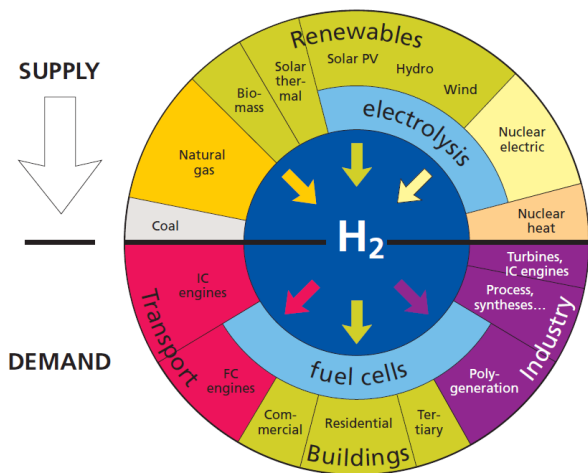 SUPPLY
Renewables
Solar PV
Hydro
Wind
Solar
ther-
mal
Bio-
mass
electrolysis
Natural
gas
Nuclear
electric
Coal
Nuclear
heat
H2
DEMAND
Transport
IC
engines
FC
engines
fuel cells
Com-
mercial
Residential
Ter-
tiary
Buildings
Turbines,
IC engines
Process,
syntheses...
Poly-
generation
Industry